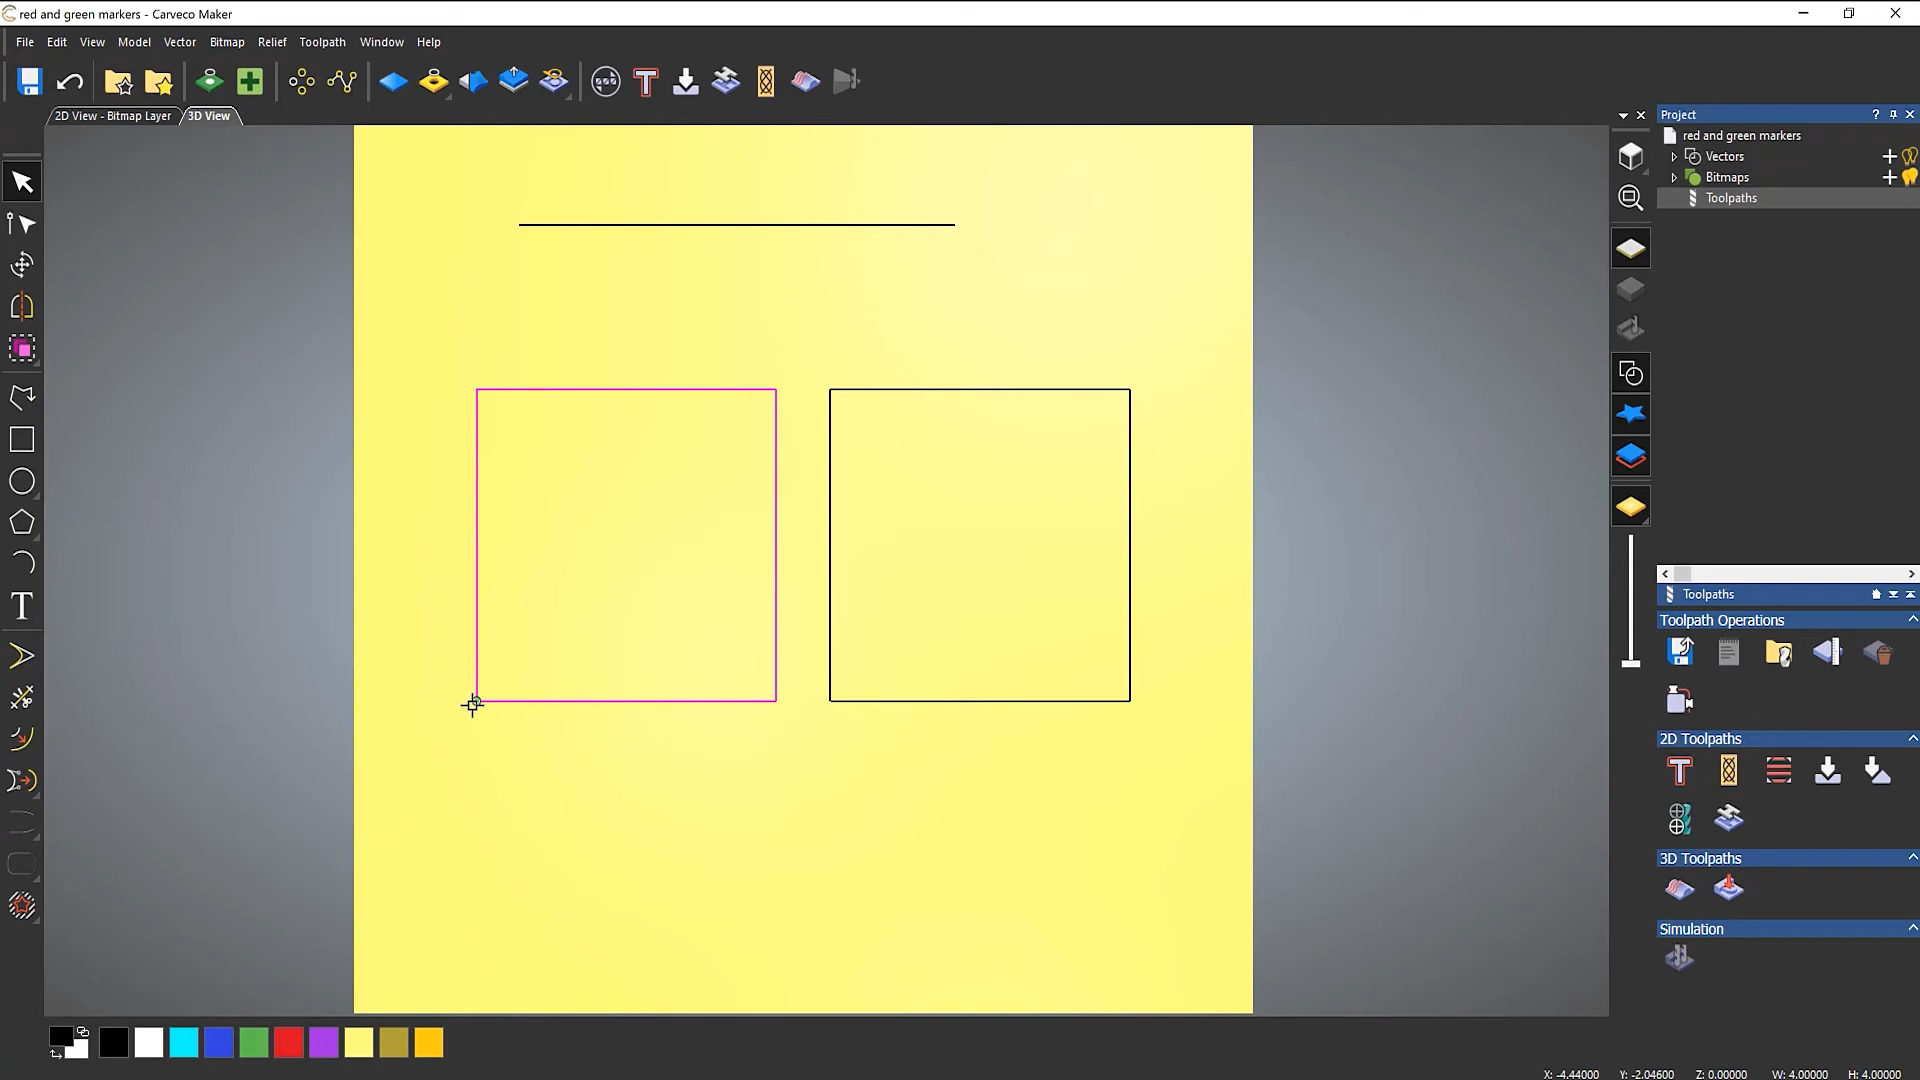 red and green markers - Carveco Maker
File Edit View Model Vector Bitmap Relief Toolpath Window Help
2D View - Bitmap Layer 3D View
Project
red and green markers
Vectors
Bitmaps
Toolpaths
Toolpaths
Toolpath Operations
2D Toolpaths
3D Toolpaths
Simulation
X: -4.44000 Y: -2.04600 Z: 0.00000 W: 4.00000 H: 4.00000